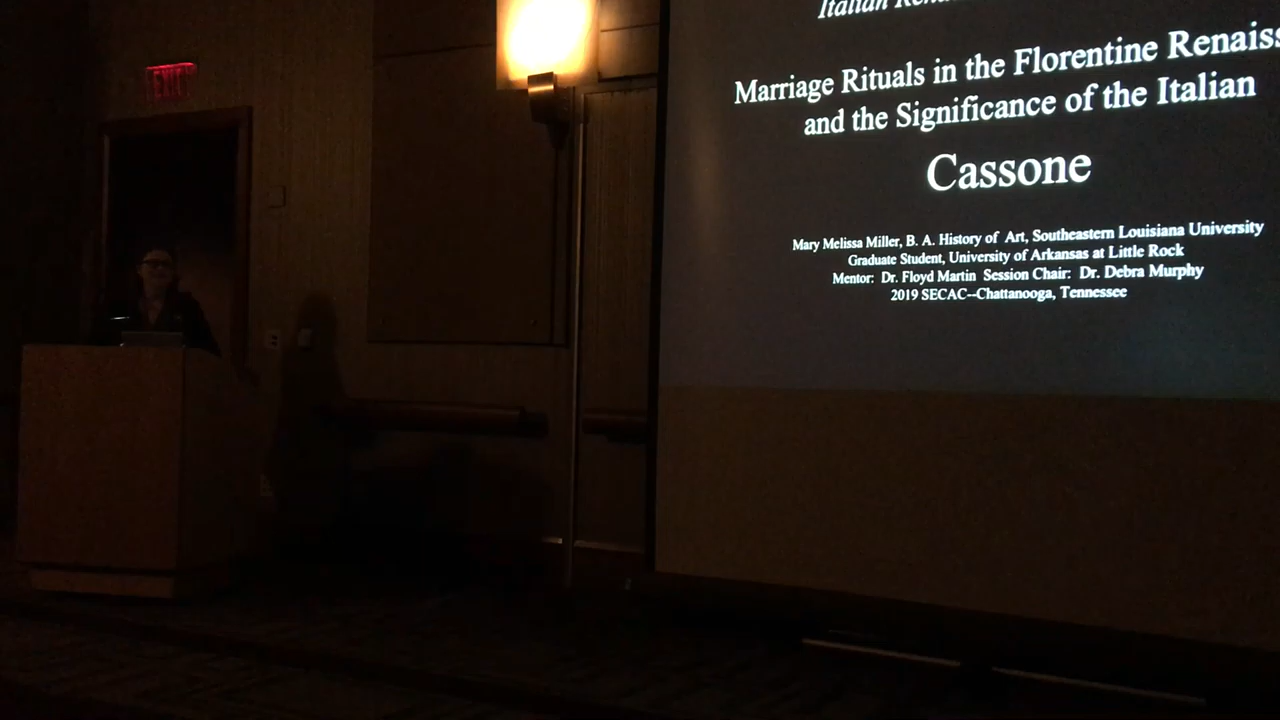 EXIT
Italian
Marriage Rituals in the Florentine Renaiss
and the Significance of the Italian
Cassone
Mary Melissa Miller, B. A. History of Art, Southeastern Louisiana University
Graduate Student, University of Arkansas at Little Rock
Mentor: Dr. Floyd Martin Session Chair: Dr. Debra Murphy
2019 SECAC--Chattanooga, Tennessee